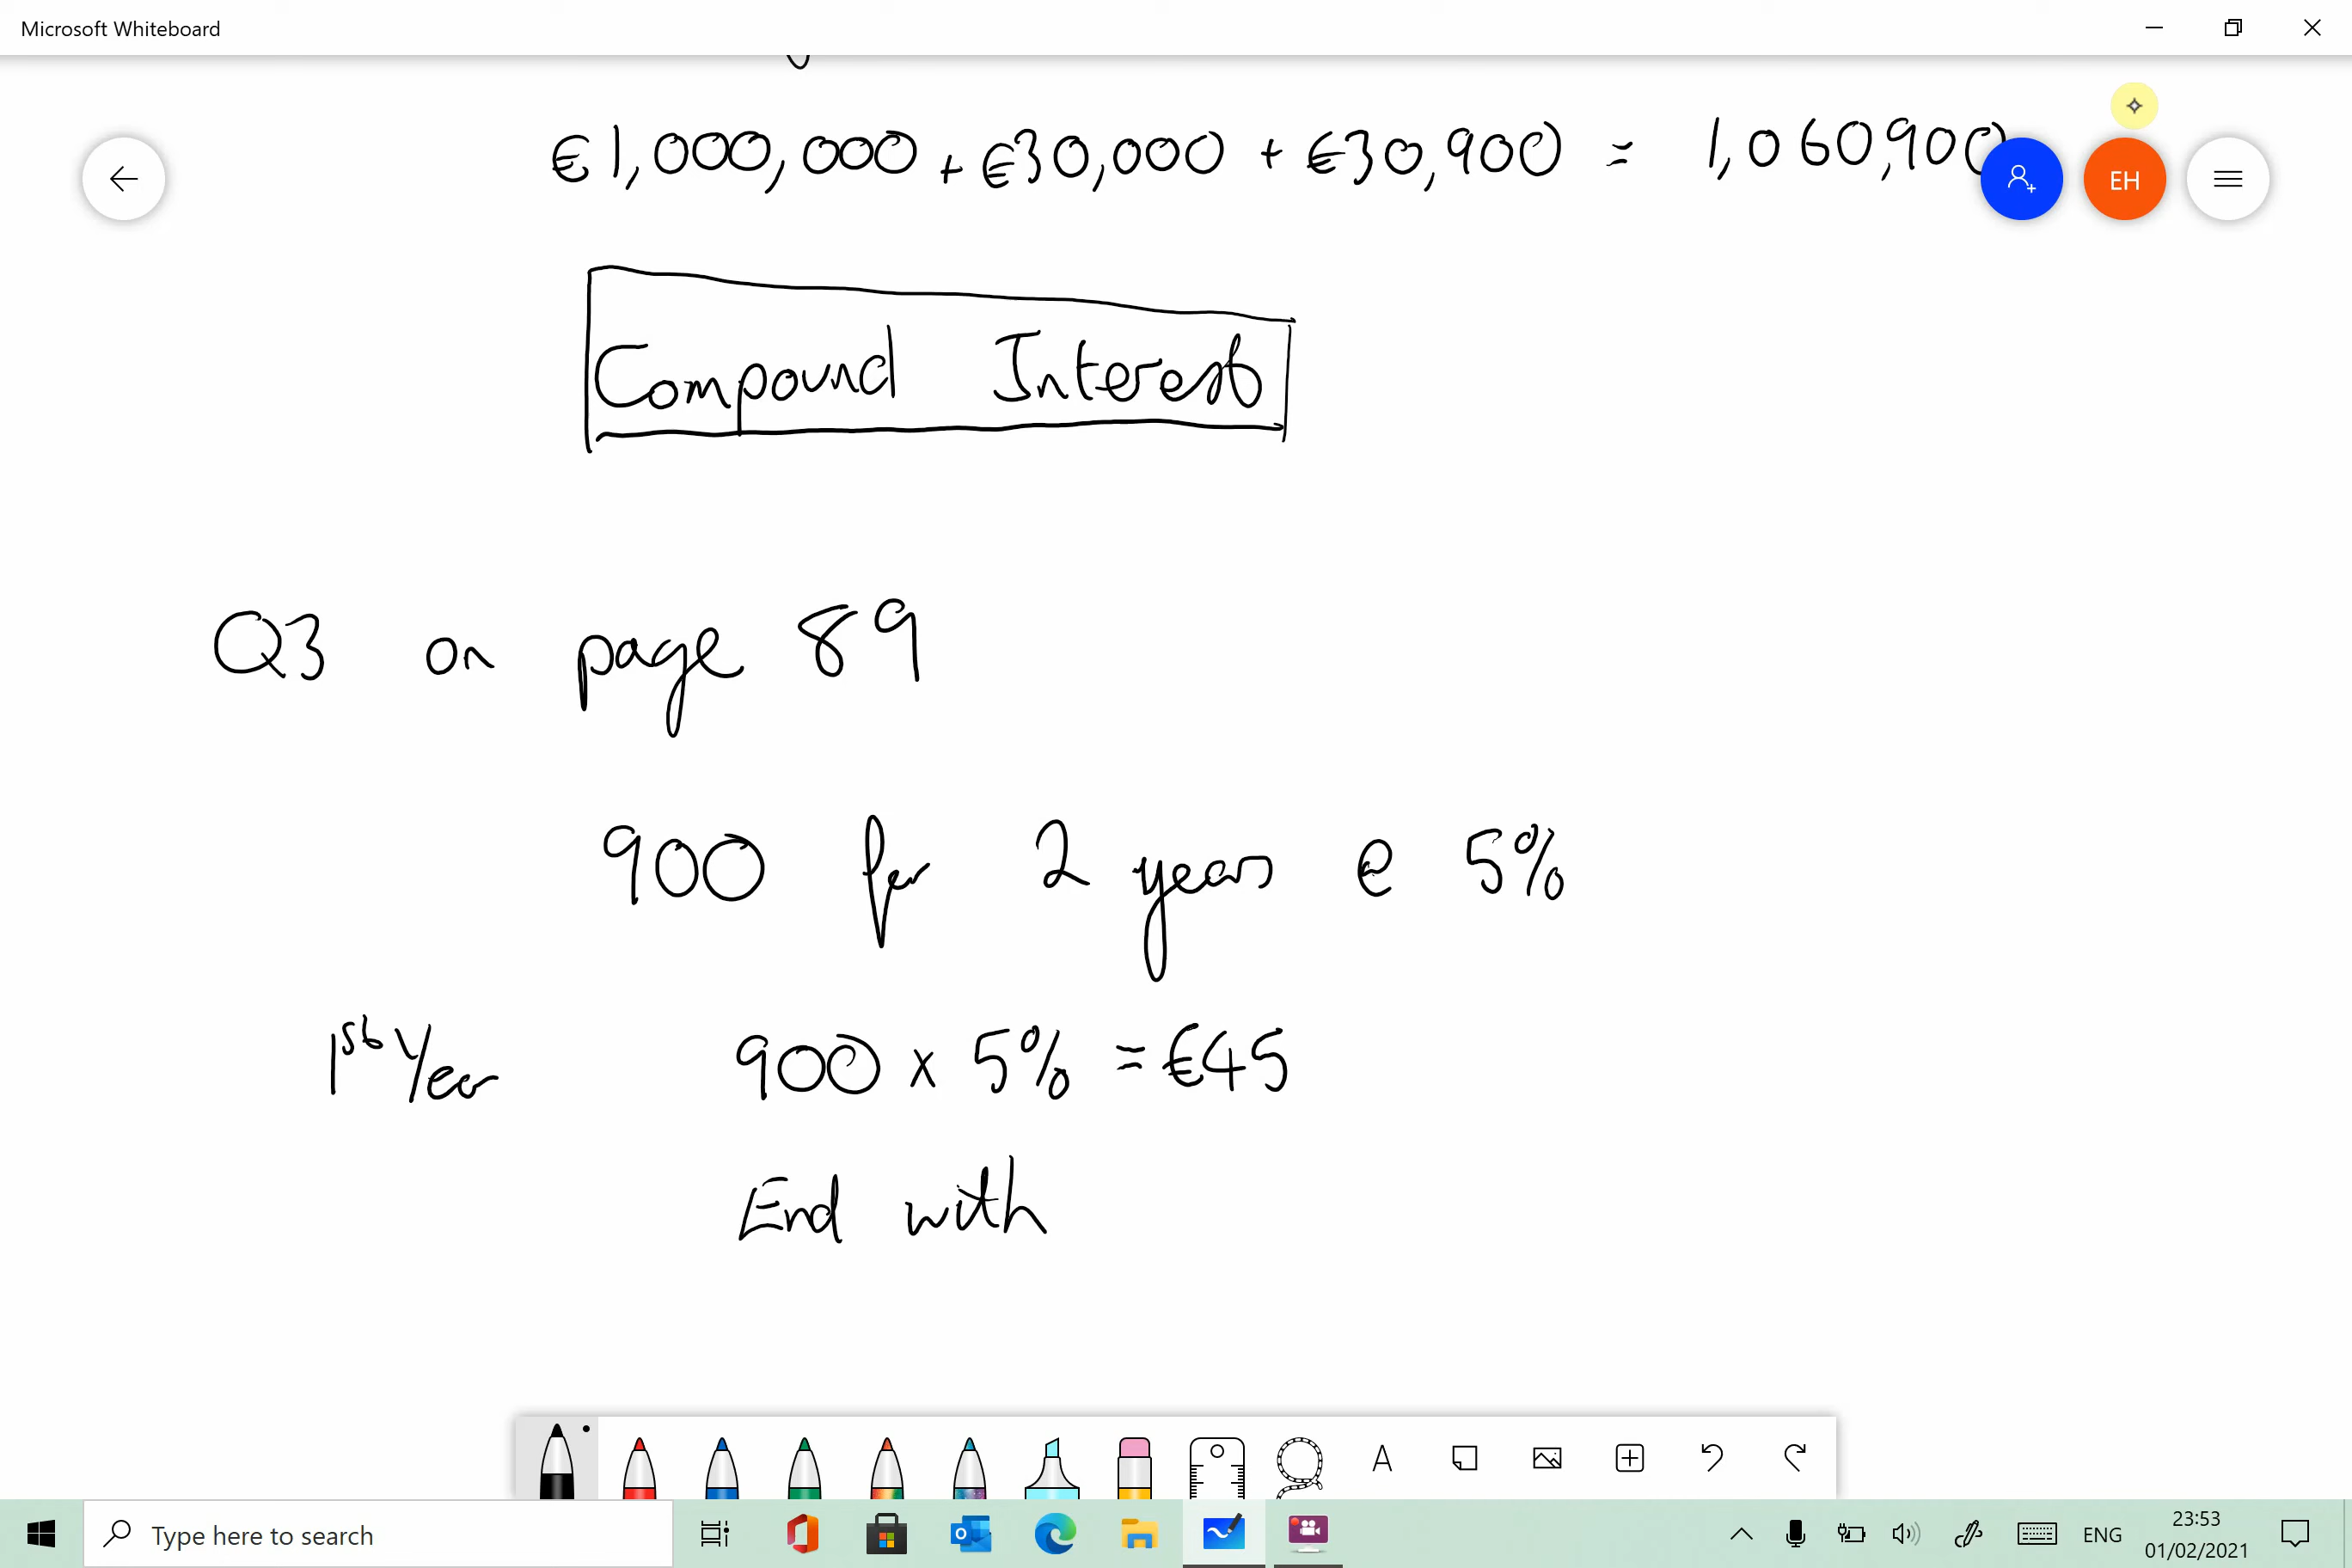 Microsoft Whiteboard
€1,000,000 + €30,000 + €30,900 = 1,060,900
EH
Compound Interest
Q3 on page 89
900 for 2 years @ 5%
1st Year 900 x 5% = €45
End with
A
Type here to search
ENG
23:53
01/02/2021